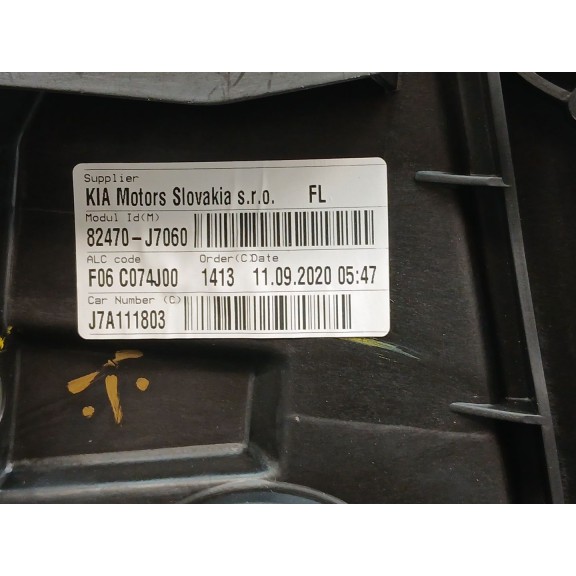 Supplier
KIA Motors Slovakia s.r.o. FL
Modul Id(M)
82470-J7060
ALC code Order(C)Date
F06 C074J00 1413 11.09.2020 05:47
Car Number (C)
J7A111803